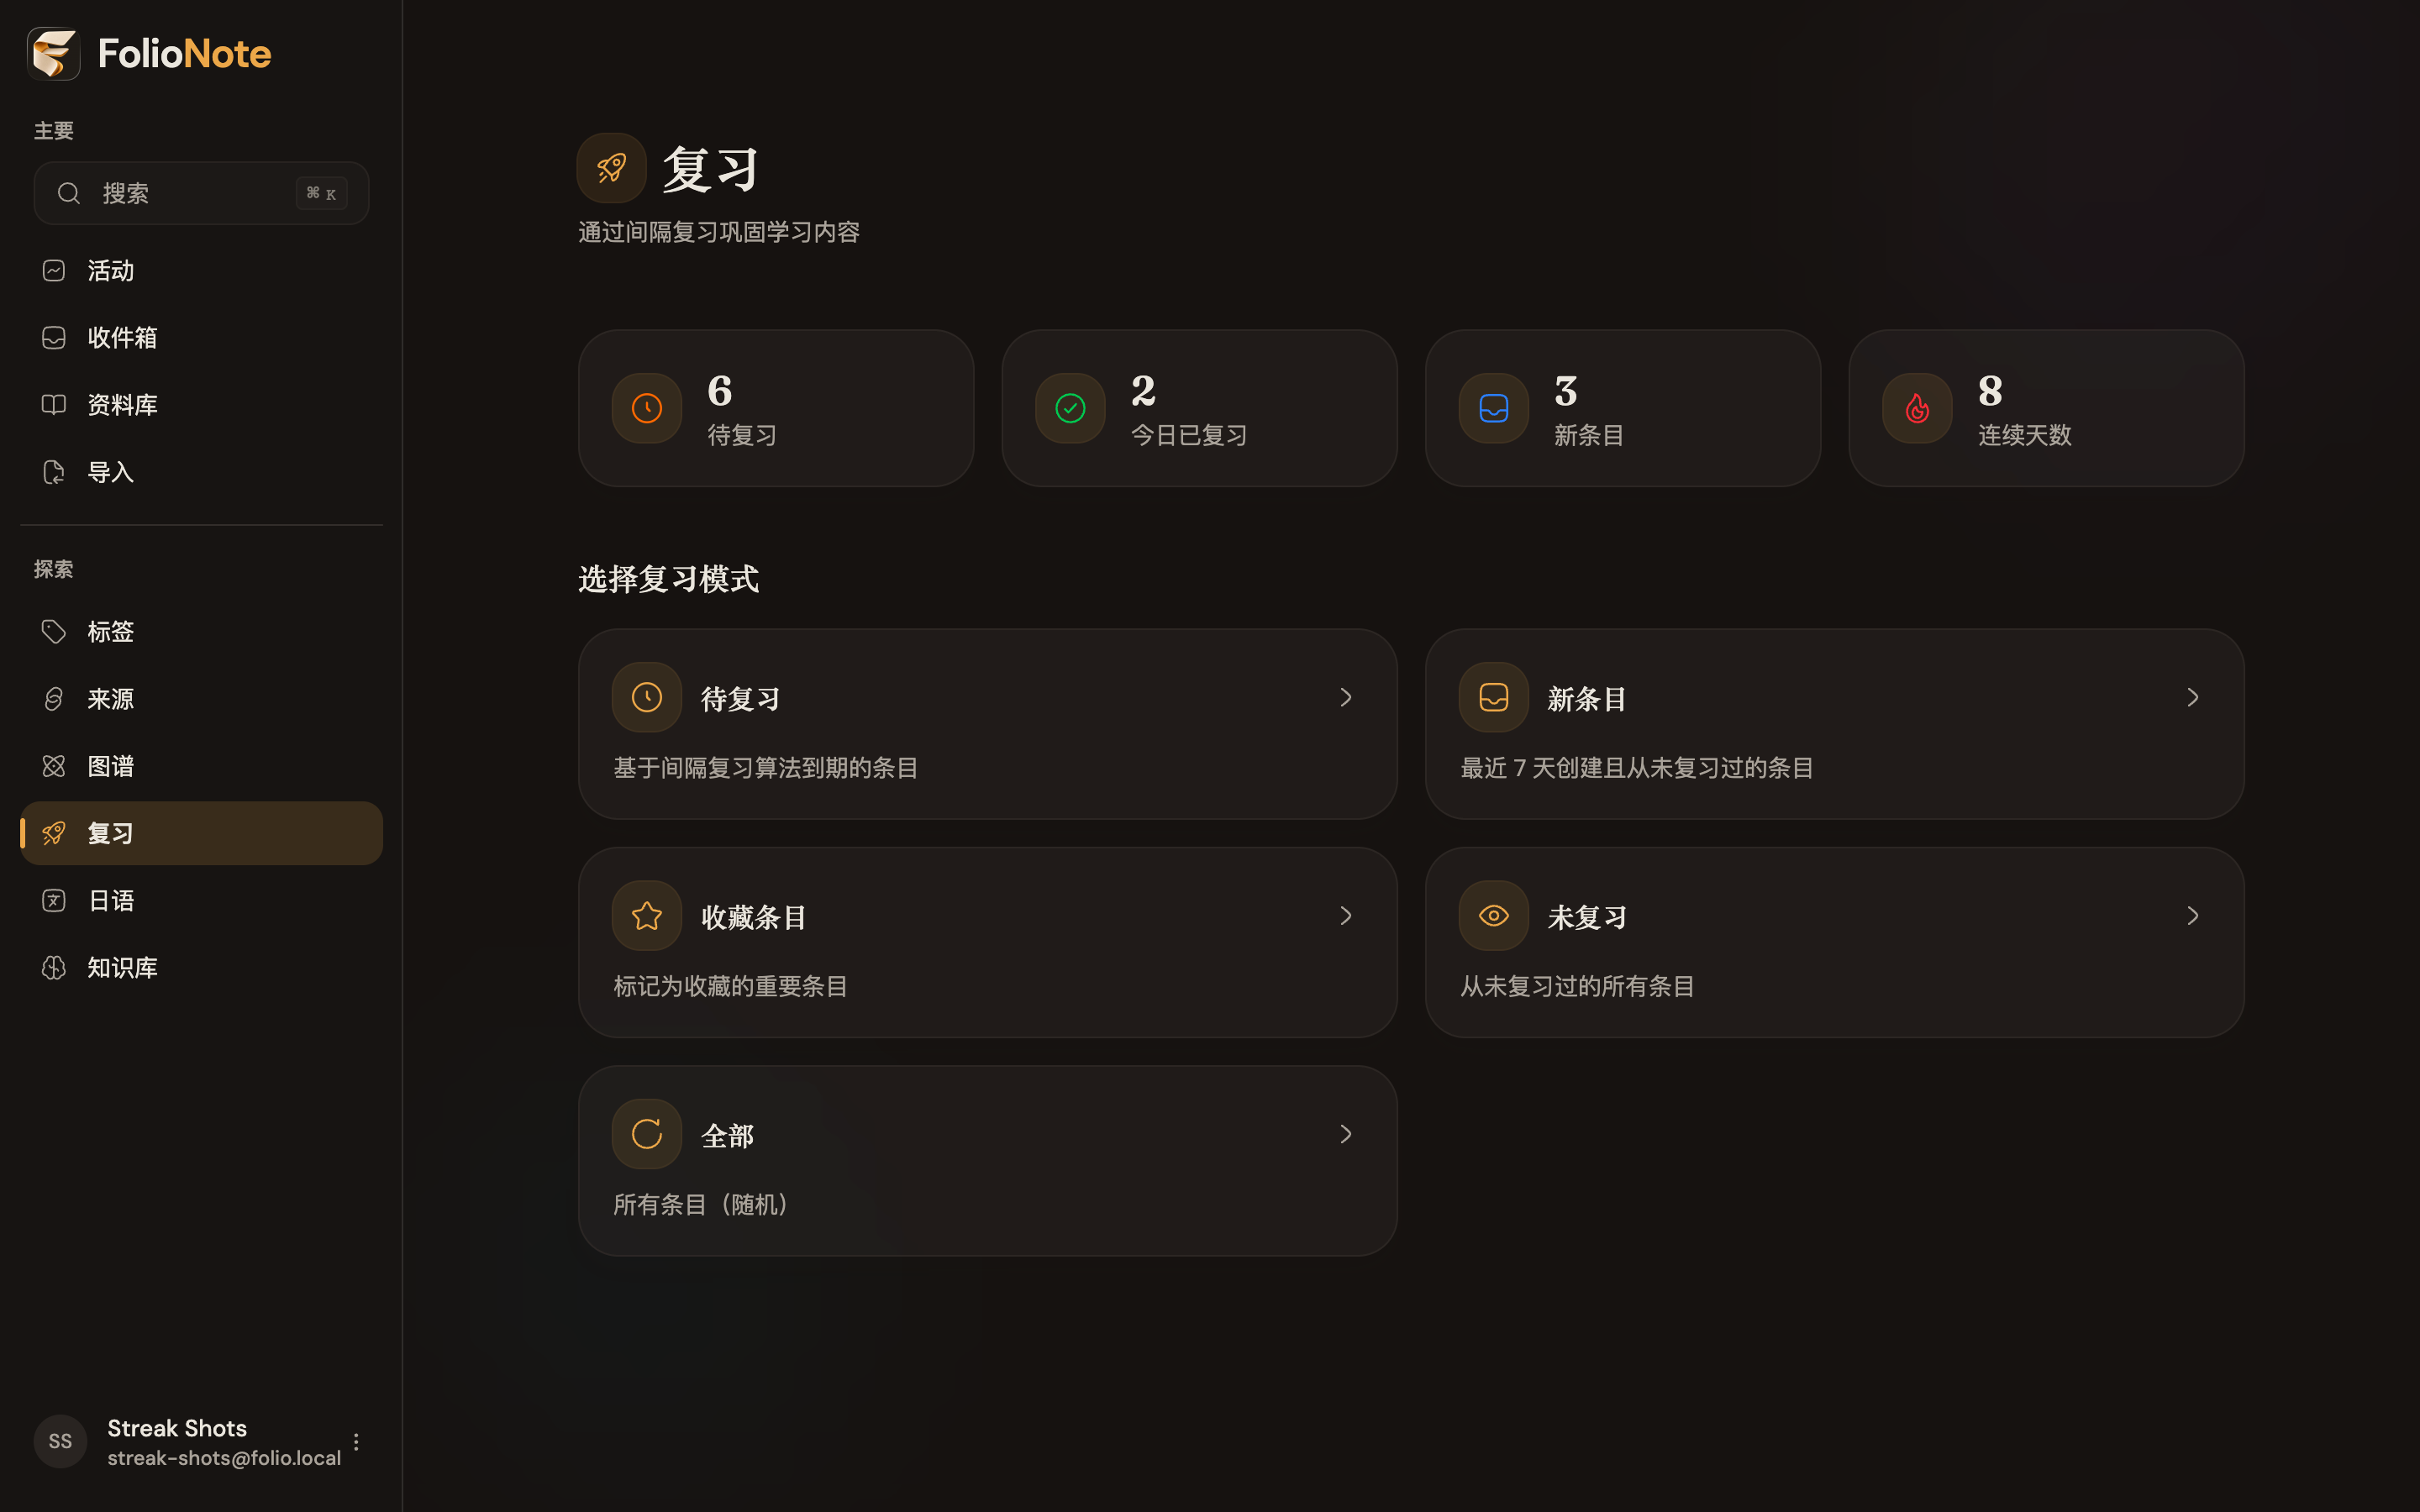 FolioNote
主要
搜索 ⌘ K
活动
收件箱
资料库
导入
探索
标签
来源
图谱
复习
日语
知识库
SS
Streak Shots
streak-shots@folio.local
复习
通过间隔复习巩固学习内容
6
待复习
2
今日已复习
3
新条目
8
连续天数
选择复习模式
待复习
基于间隔复习算法到期的条目
新条目
最近 7 天创建且从未复习过的条目
收藏条目
标记为收藏的重要条目
未复习
从未复习过的所有条目
全部
所有条目（随机）